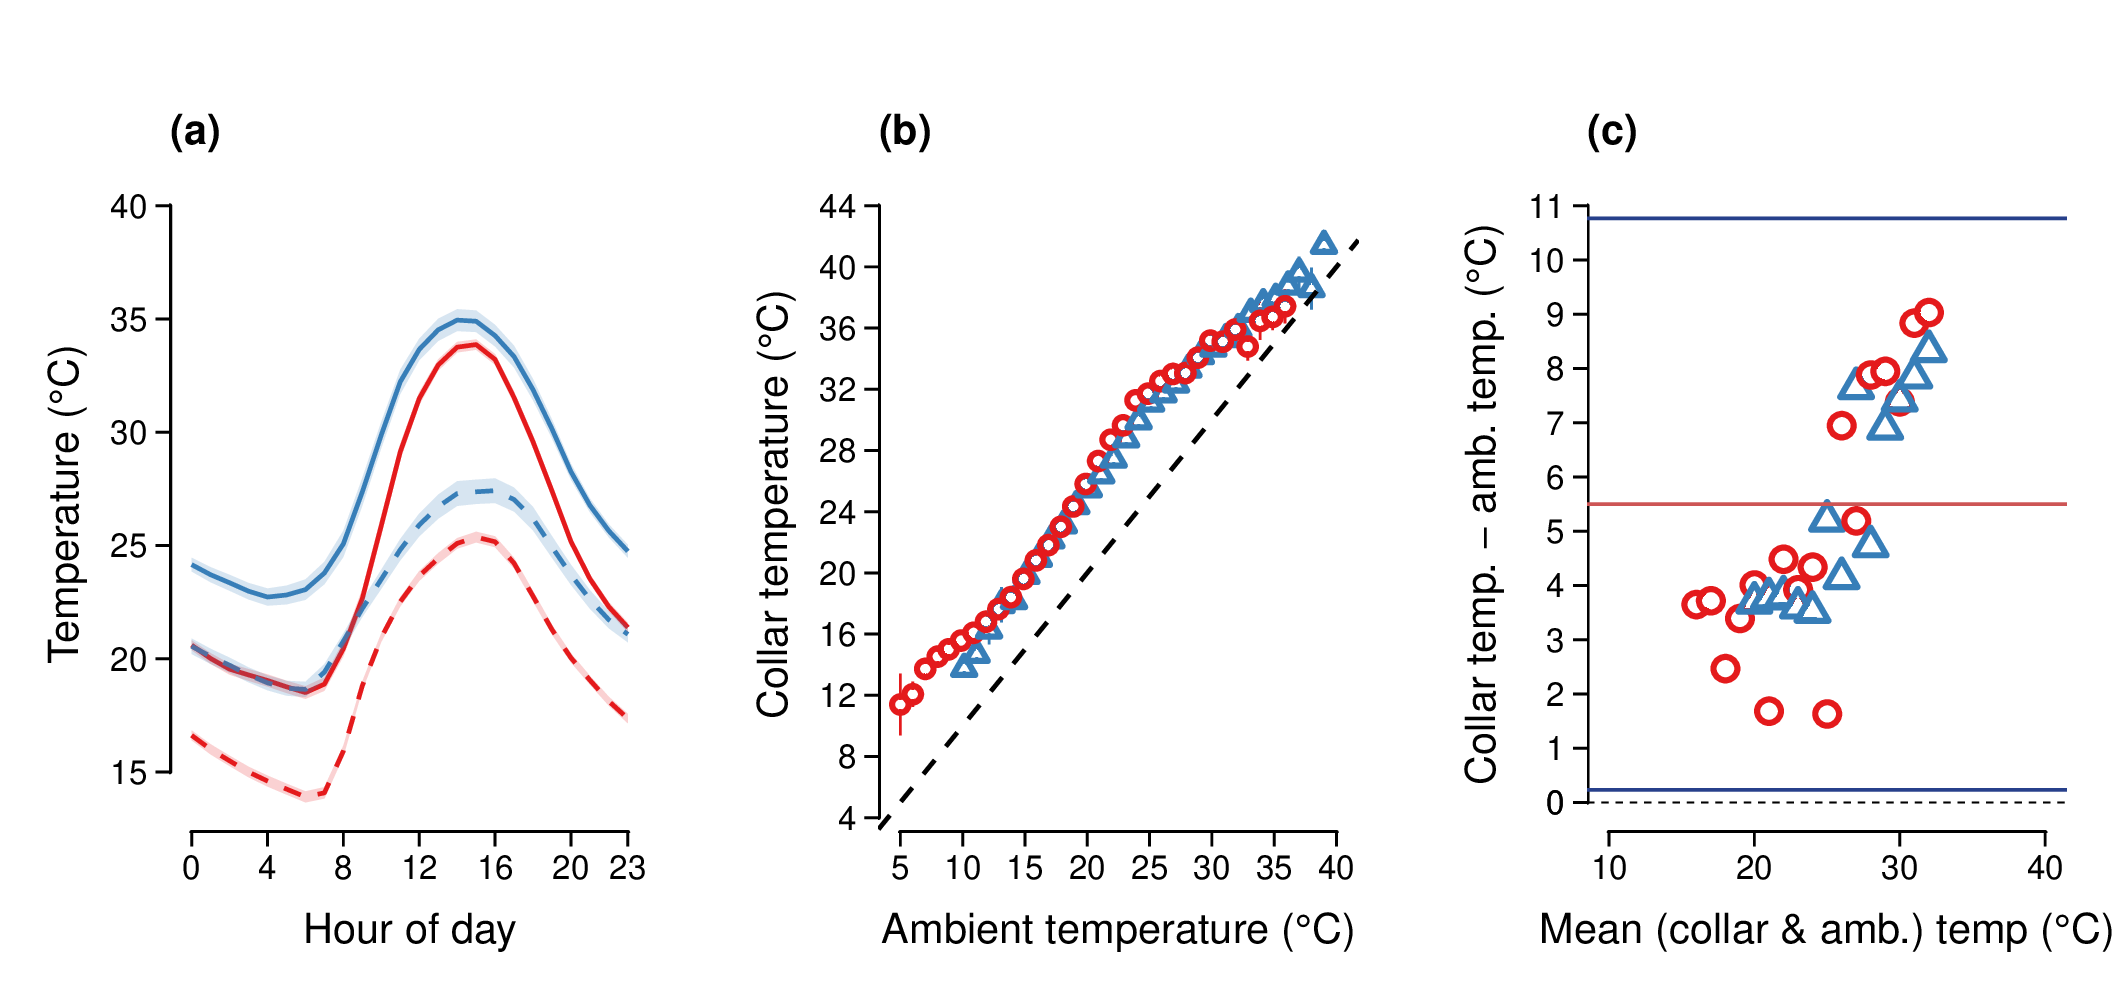 (a)
(b)
(c)
Temperature (°C)
40
35
30
25
20
15
0 4 8 12 16 20 23
Hour of day
Collar temperature (°C)
44
40
36
32
28
24
20
16
12
8
4
5 10 15 20 25 30 35 40
Ambient temperature (°C)
Collar temp. – amb. temp. (°C)
11
10
9
8
7
6
5
4
3
2
1
0
10 20 30 40
Mean (collar & amb.) temp (°C)